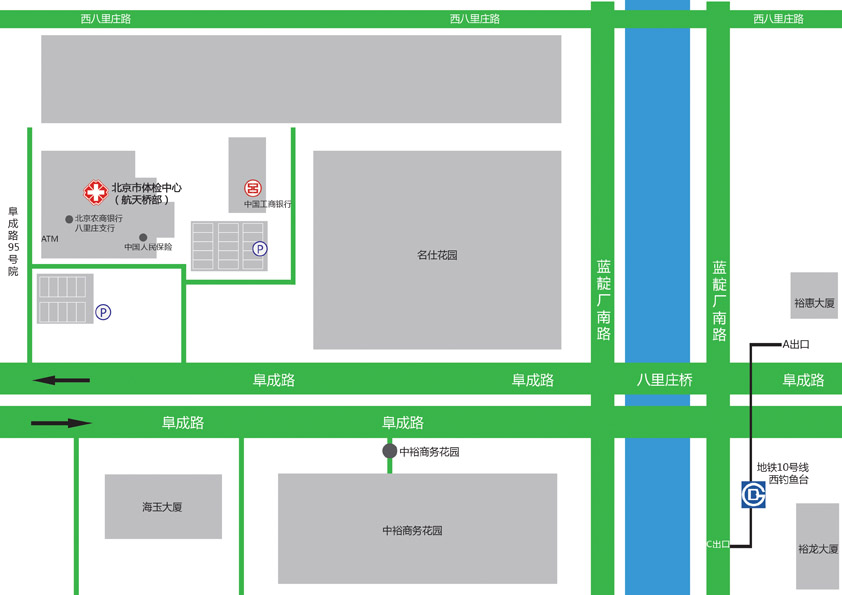 西八里庄路
西八里庄路
西八里庄路
北京市体检中心
（航天桥部）
中国工商银行
阜成路95号院
北京农商银行
八里庄支行
ATM
中国人民保险
P
名仕花园
蓝靛厂南路
蓝靛厂南路
裕惠大厦
P
A出口
阜成路
阜成路
八里庄桥
阜成路
阜成路
阜成路
中裕商务花园
地铁10号线
西钓鱼台
海玉大厦
中裕商务花园
C出口
裕龙大厦